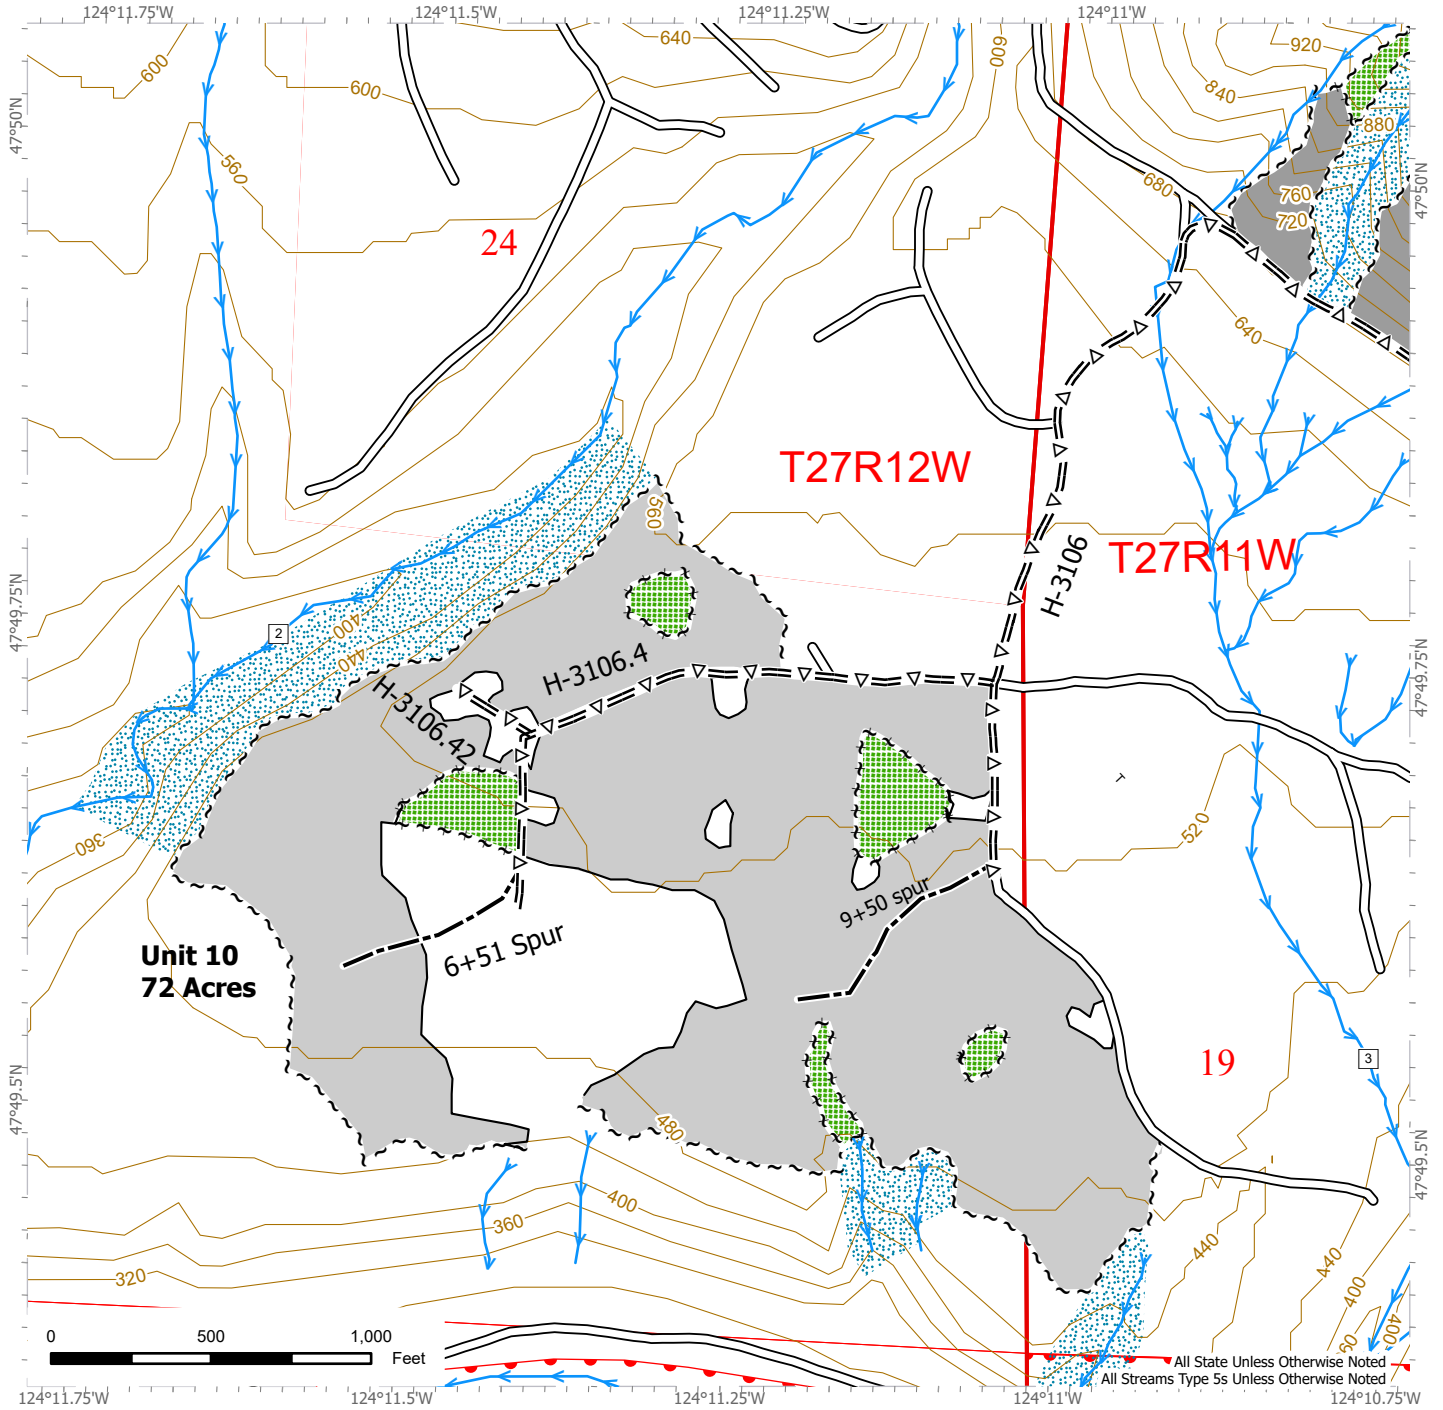 124°11.75'W
124°11.5'W
124°11.25'W
124°11'W
640
600
920
600
600
840
47°50'N
880
560
47°50'N
680
760
720
24
640
T27R12W
560
T27R11W
H-3106
47°49.75'N
2
400
440
H-3106.4
47°49.75'N
H-3106.42
520
360
9+50 spur
6+51 Spur
Unit 10
72 Acres
19
3
47°49.5'N
480
47°49.5'N
400
360
440
440
320
400
400
60
0 500 1,000
Feet
All State Unless Otherwise Noted
All Streams Type 5s Unless Otherwise Noted
124°11.75'W
124°11.5'W
124°11.25'W
124°11'W
124°10.75'W